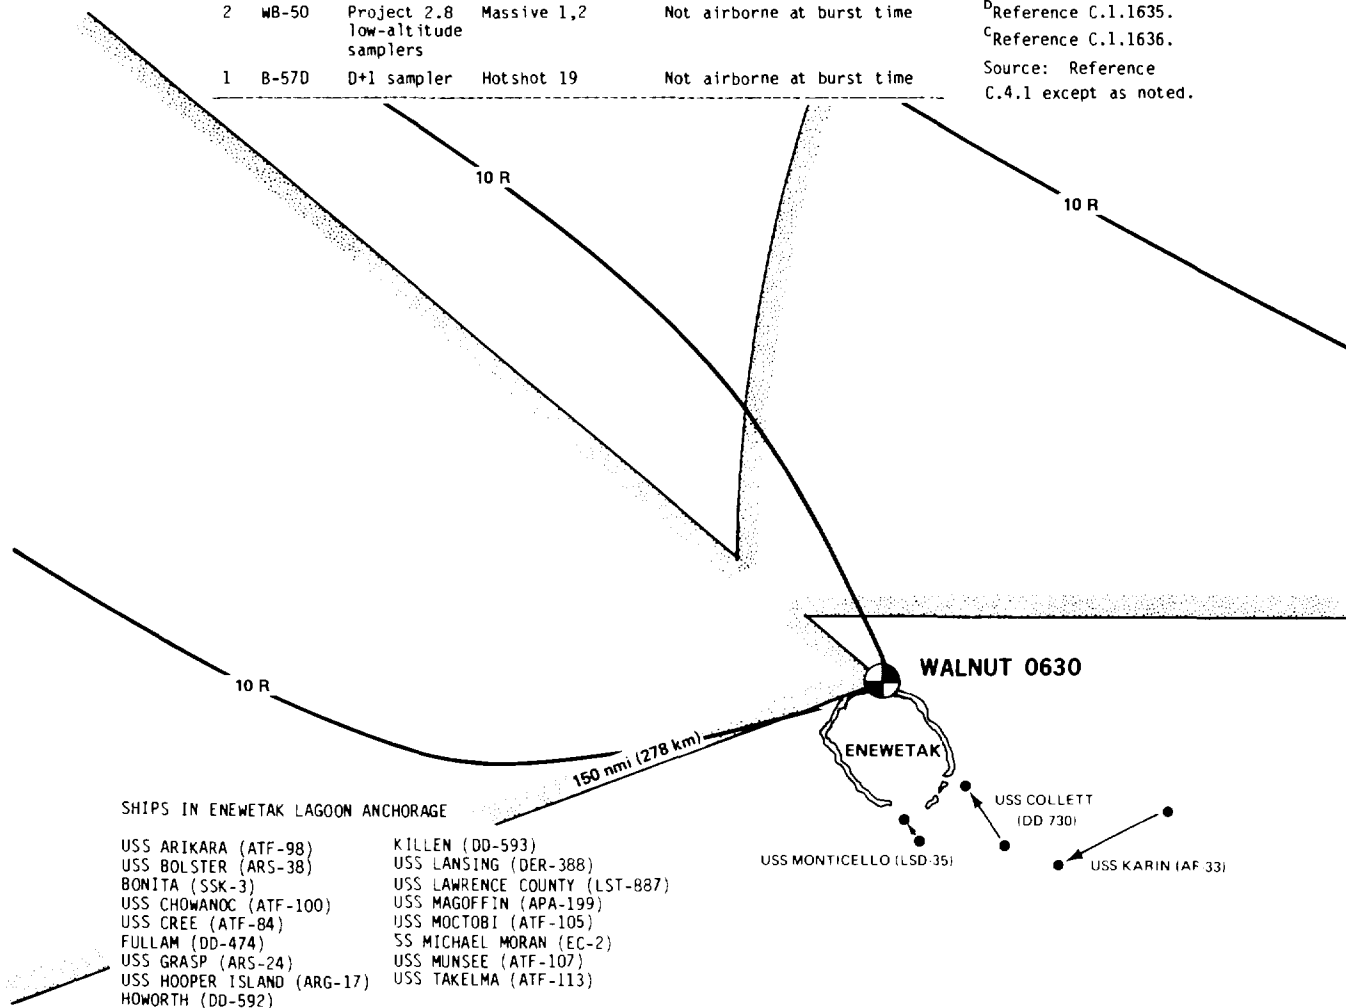 2 WB-50 Project 2.8 Massive 1,2 Not airborne at burst time
low-altitude
samplers
1 B-57D D+1 sampler Hotshot 19 Not airborne at burst time
bReference C.1.1635.
cReference C.1.1636.
Source: Reference
C.4.1 except as noted.
10 R
10 R
10 R
WALNUT 0630
150 nmi (278 km)
ENEWETAK
USS COLLETT
(DD 730)
USS MONTICELLO (LSD-35)
USS KARIN (AF-33)
SHIPS IN ENEWETAK LAGOON ANCHORAGE
USS ARIKARA (ATF-98)
USS BOLSTER (ARS-38)
BONITA (SSK-3)
USS CHOWANOC (ATF-100)
USS CREE (ATF-84)
FULLAM (DD-474)
USS GRASP (ARS-24)
USS HOOPER ISLAND (ARG-17)
HOWORTH (DD-592)
KILLEN (DD-593)
USS LANSING (DER-388)
USS LAWRENCE COUNTY (LST-887)
USS MAGOFFIN (APA-199)
USS MOCTOBI (ATF-105)
SS MICHAEL MORAN (EC-2)
USS MUNSEE (ATF-107)
USS TAKELMA (ATF-113)